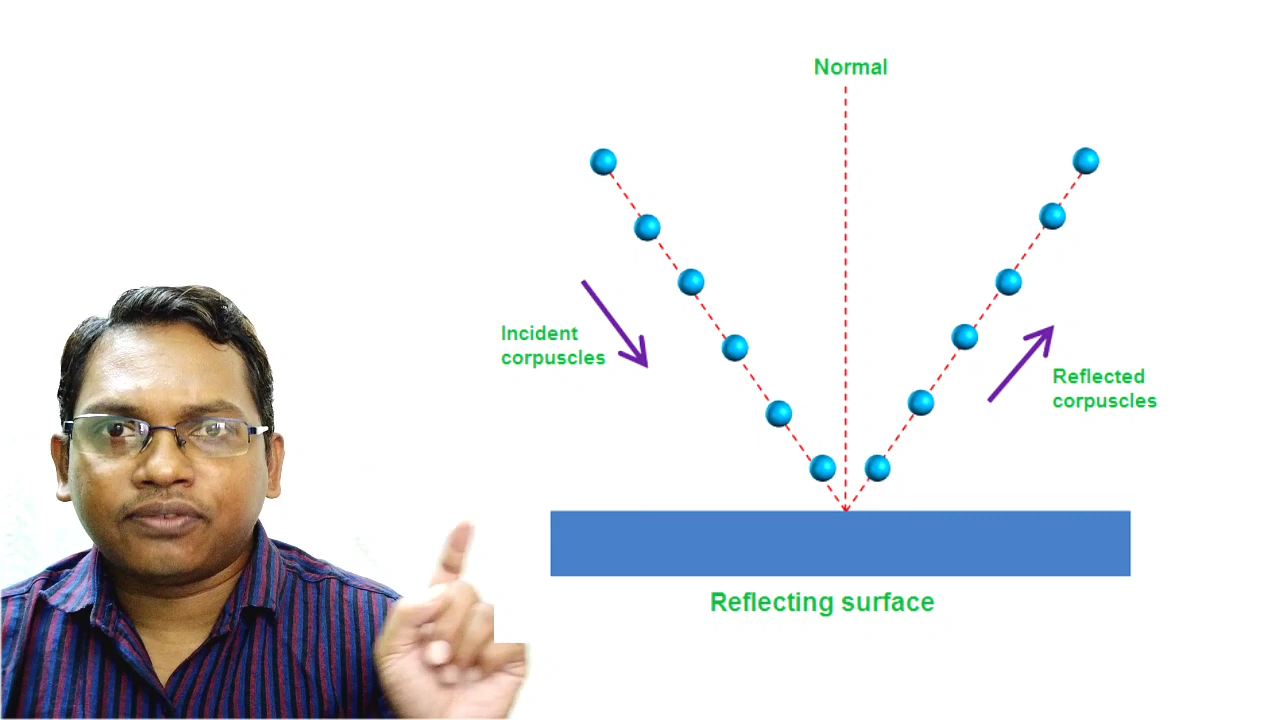 Normal
Incident
corpuscles
Reflected
corpuscles
Reflecting surface